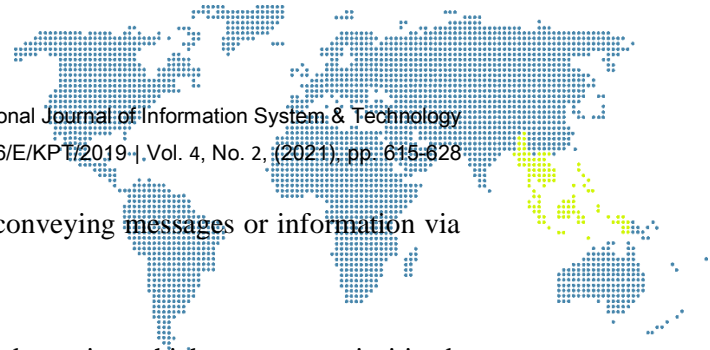 onal Journal of Information System & Technology
6/E/KPT/2019 | Vol. 4, No. 2, (2021), pp. 615-628
conveying messages or information via